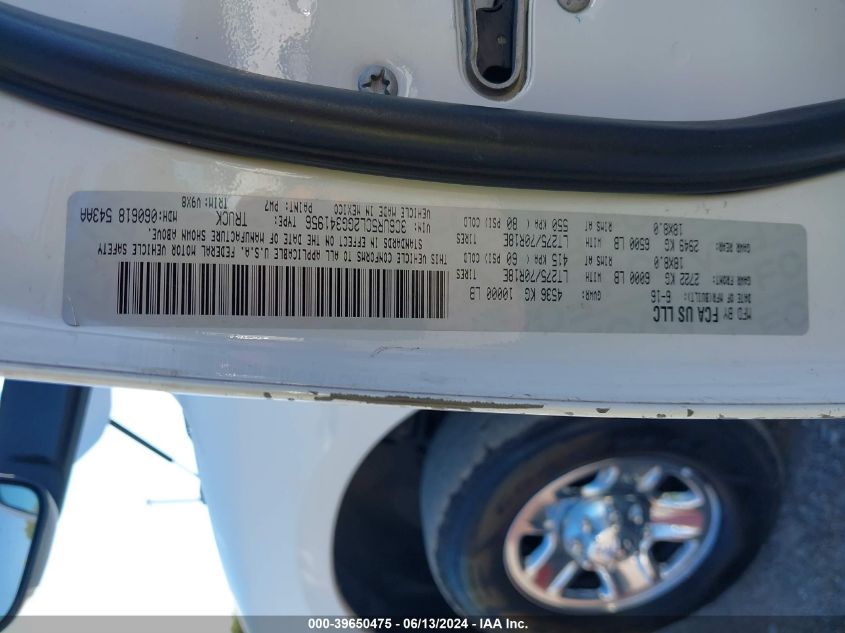 MFD BY FCA US LLC
DATE OF MFR(BUILT): 6-16 GVWR: 4536 KG 10000 LB
GAWR FRONT: 2722 KG 6000 LB WITH LT275/70R18E TIRES
18X8.0 RIMS AT 415 KPA ( 60 PSI) COLD
GAWR REAR: 2949 KG 6500 LB WITH LT275/70R18E TIRES
18X8.0 RIMS AT 550 KPA ( 80 PSI) COLD
THIS VEHICLE CONFORMS TO ALL APPLICABLE U.S.A. FEDERAL MOTOR VEHICLE SAFETY
STANDARDS IN EFFECT ON THE DATE OF MANUFACTURE SHOWN ABOVE.
VIN: 3C6UR5CL2GG341956 TYPE: TRUCK MDH:060618 543AA
VEHICLE MADE IN MEXICO PAINT: PW7 TRIM: V9X8
000-39650475 - 06/13/2024 - IAA Inc.